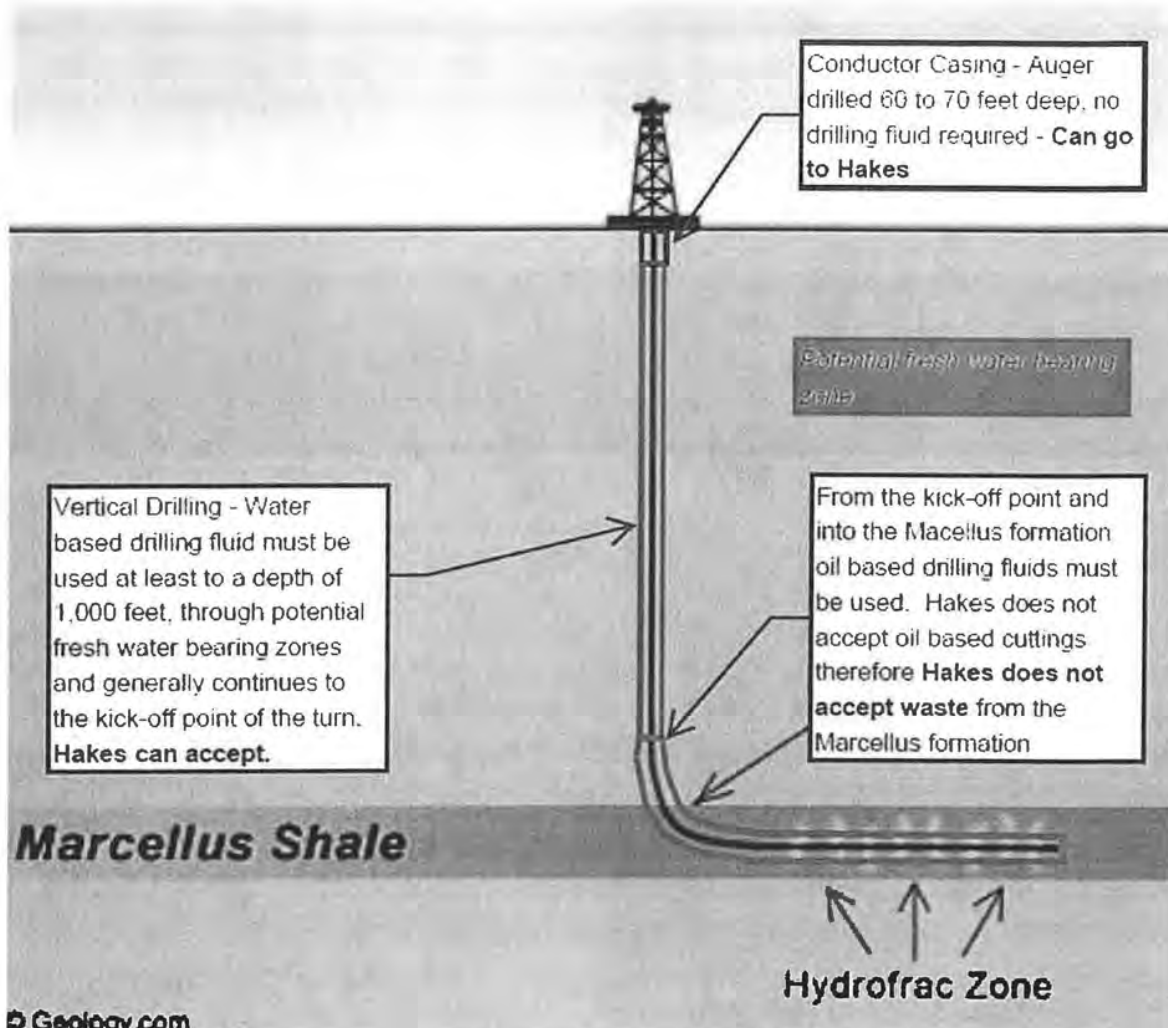 Conductor Casing - Auger
drilled 60 to 70 feet deep, no
drilling fluid required - Can go
to Hakes
Potential fresh water bearing
zone
Vertical Drilling - Water
based drilling fluid must be
used at least to a depth of
1,000 feet, through potential
fresh water bearing zones
and generally continues to
the kick-off point of the turn.
Hakes can accept.
From the kick-off point and
into the Macellus formation
oil based drilling fluids must
be used. Hakes does not
accept oil based cuttings
therefore Hakes does not
accept waste from the
Marcellus formation
Marcellus Shale
Hydrofrac Zone
© Geology.com